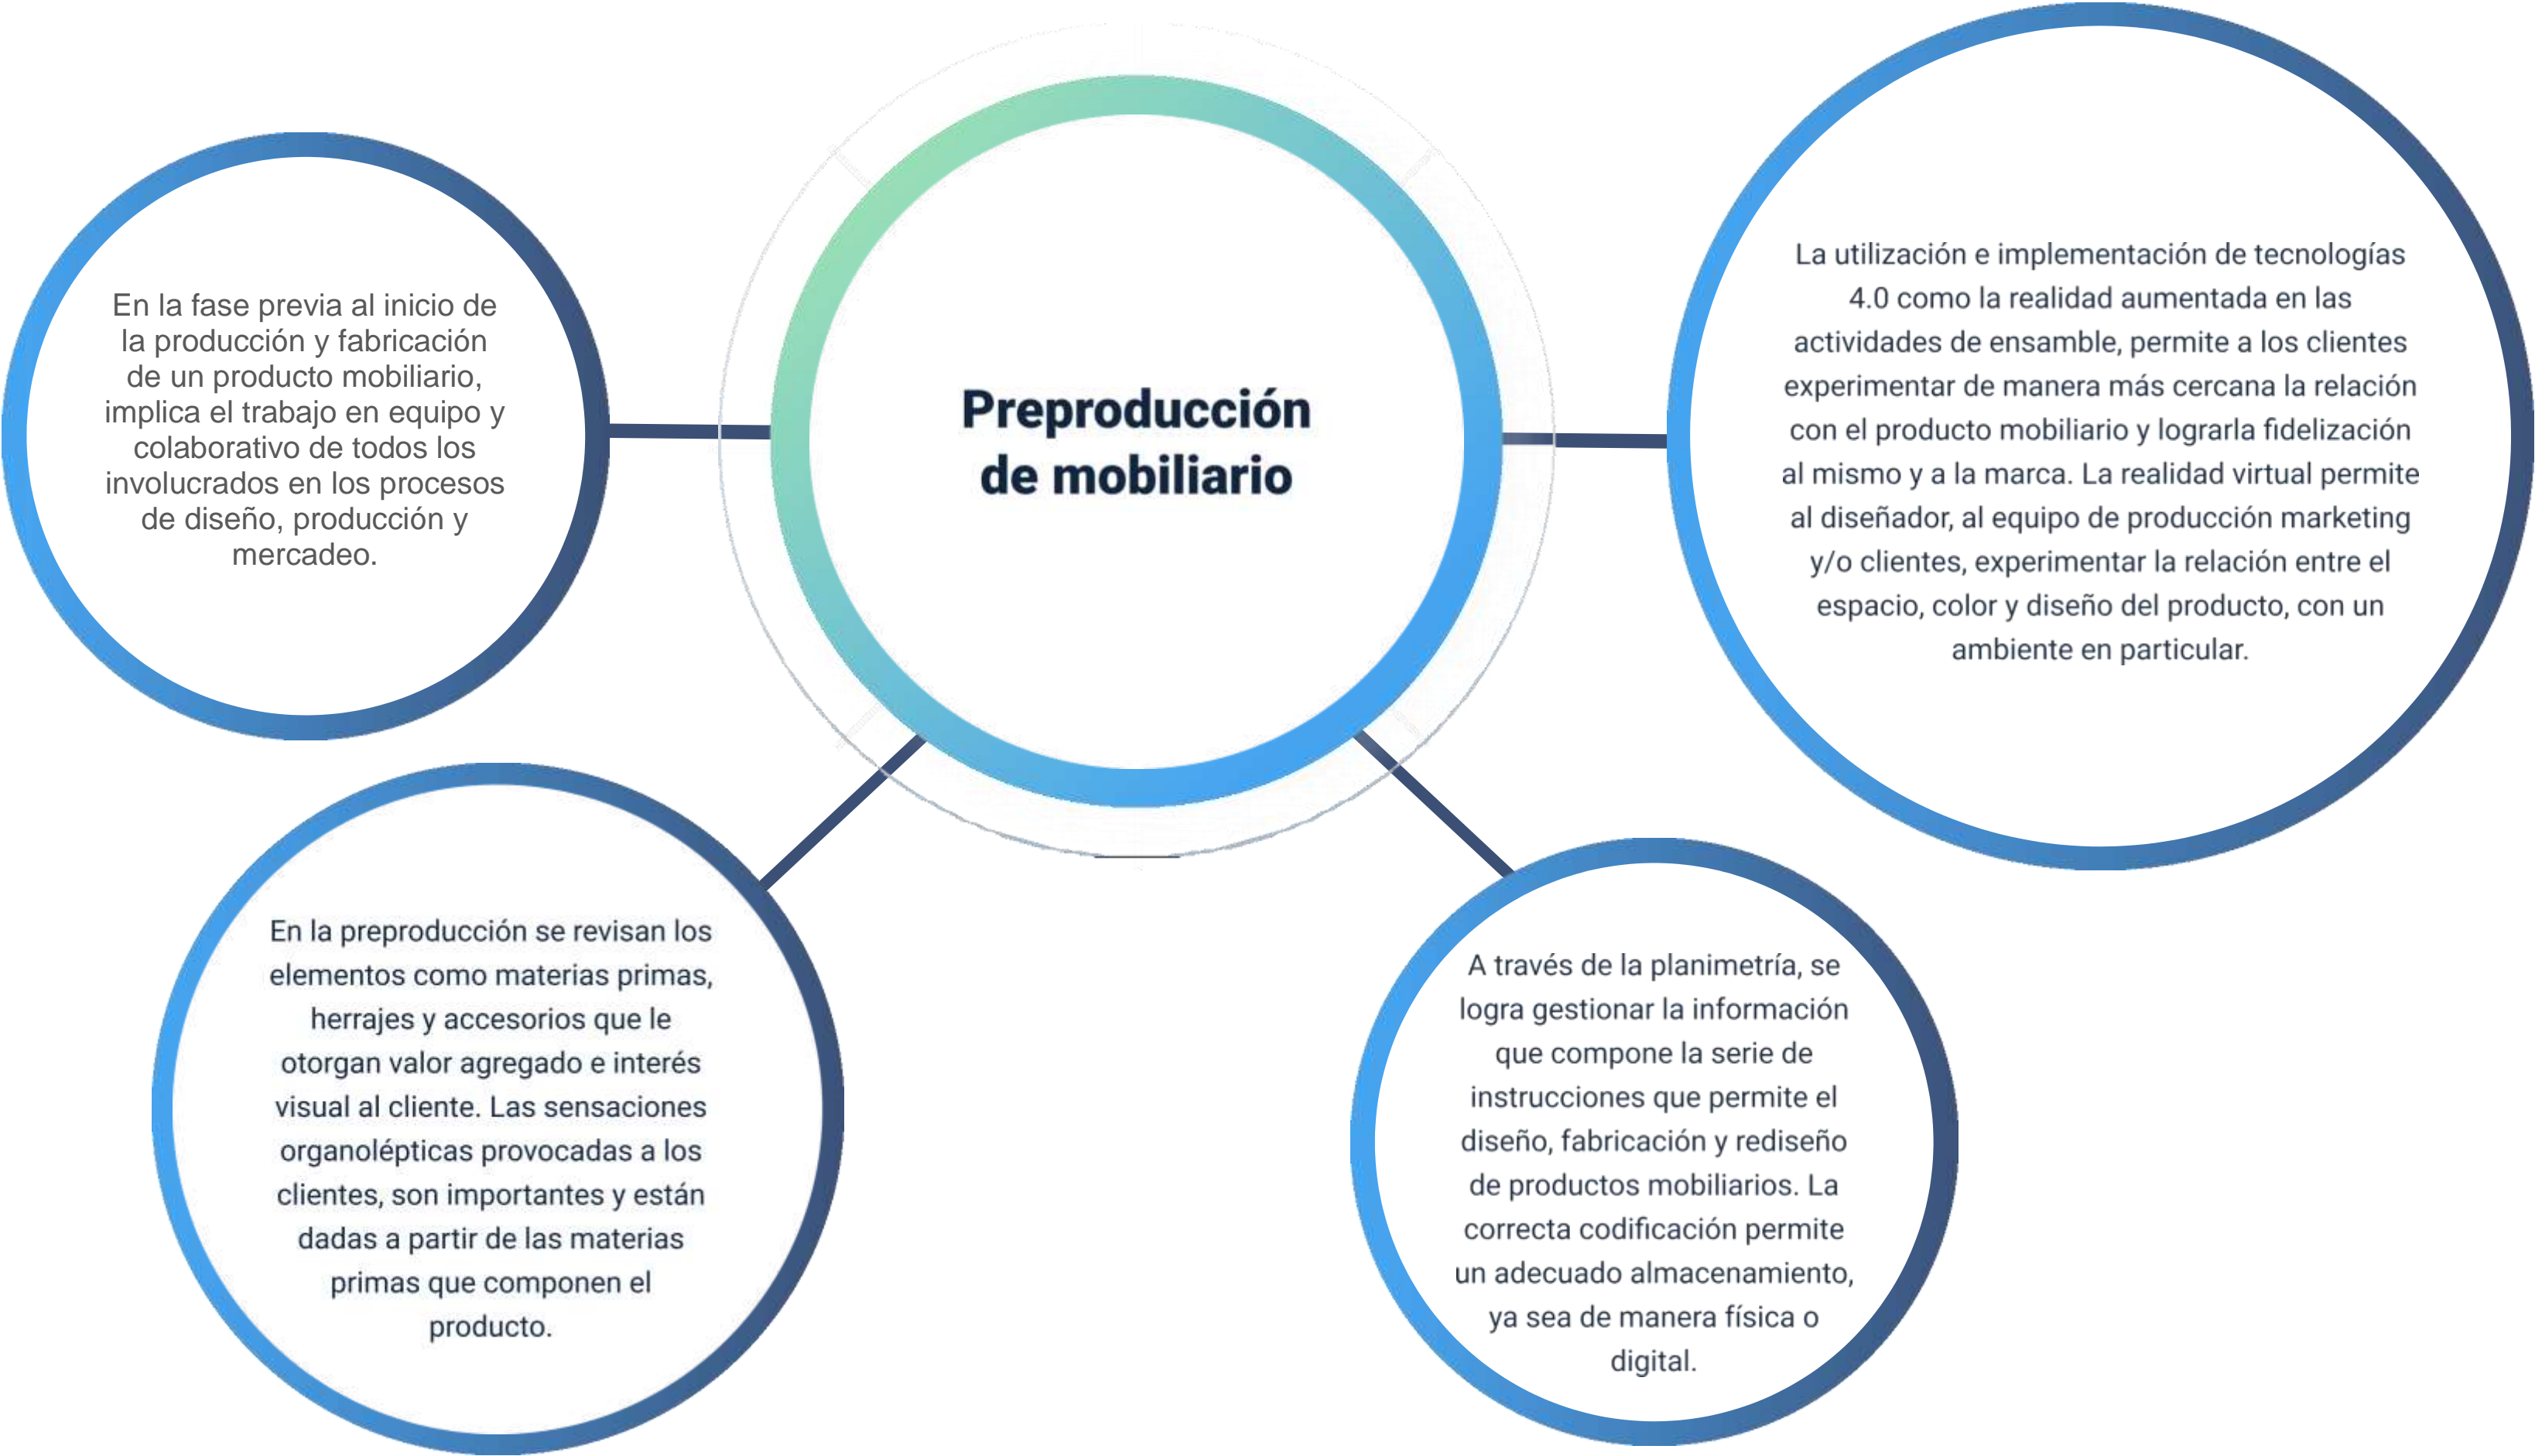 Preproducción
de mobiliario
En la fase previa al inicio de
la producción y fabricación
de un producto mobiliario,
implica el trabajo en equipo y
colaborativo de todos los
involucrados en los procesos
de diseño, producción y
mercadeo.
La utilización e implementación de tecnologías
4.0 como la realidad aumentada en las
actividades de ensamble, permite a los clientes
experimentar de manera más cercana la relación
con el producto mobiliario y lograrla fidelización
al mismo y a la marca. La realidad virtual permite
al diseñador, al equipo de producción marketing
y/o clientes, experimentar la relación entre el
espacio, color y diseño del producto, con un
ambiente en particular.
En la preproducción se revisan los
elementos como materias primas,
herrajes y accesorios que le
otorgan valor agregado e interés
visual al cliente. Las sensaciones
organolépticas provocadas a los
clientes, son importantes y están
dadas a partir de las materias
primas que componen el
producto.
A través de la planimetría, se
logra gestionar la información
que compone la serie de
instrucciones que permite el
diseño, fabricación y rediseño
de productos mobiliarios. La
correcta codificación permite
un adecuado almacenamiento,
ya sea de manera física o
digital.